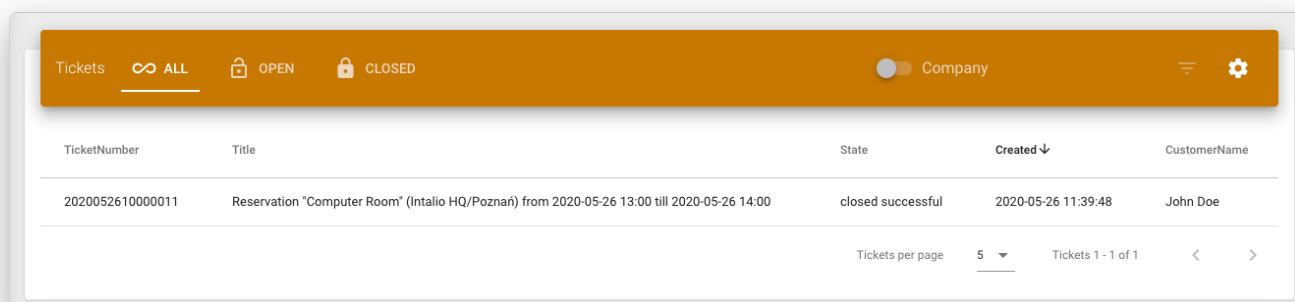 Tickets ALL OPEN CLOSED Company
TicketNumber Title State Created CustomerName
2020052610000011 Reservation "Computer Room" (Intalio HQ/Poznań) from 2020-05-26 13:00 till 2020-05-26 14:00 closed successful 2020-05-26 11:39:48 John Doe
Tickets per page 5 Tickets 1 - 1 of 1